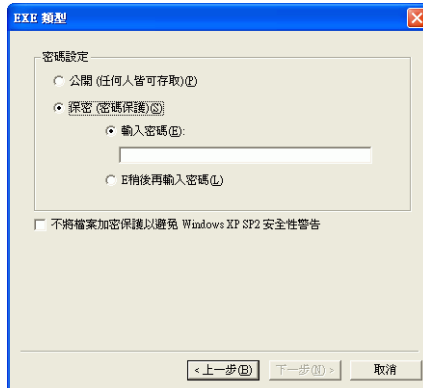 EXE 類型
密碼設定
公開 (任何人皆可存取)(P)
保密 (密碼保護)(S)
輸入密碼(E):
E稍後再輸入密碼(L)
不將檔案加密保護以避免 Windows XP SP2 安全性警告
<上一步(B) 下一步(N)> 取消